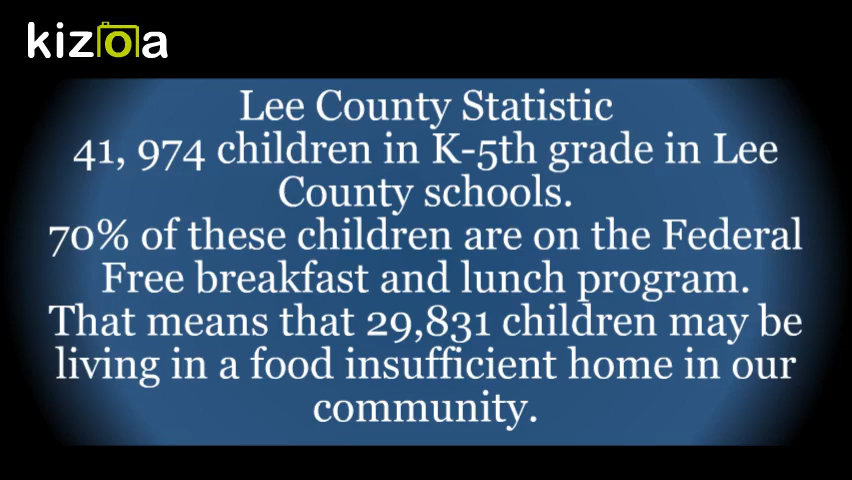 kizoa
Lee County Statistic
41, 974 children in K-5th grade in Lee
County schools.
70% of these children are on the Federal
Free breakfast and lunch program.
That means that 29,831 children may be
living in a food insufficient home in our
community.